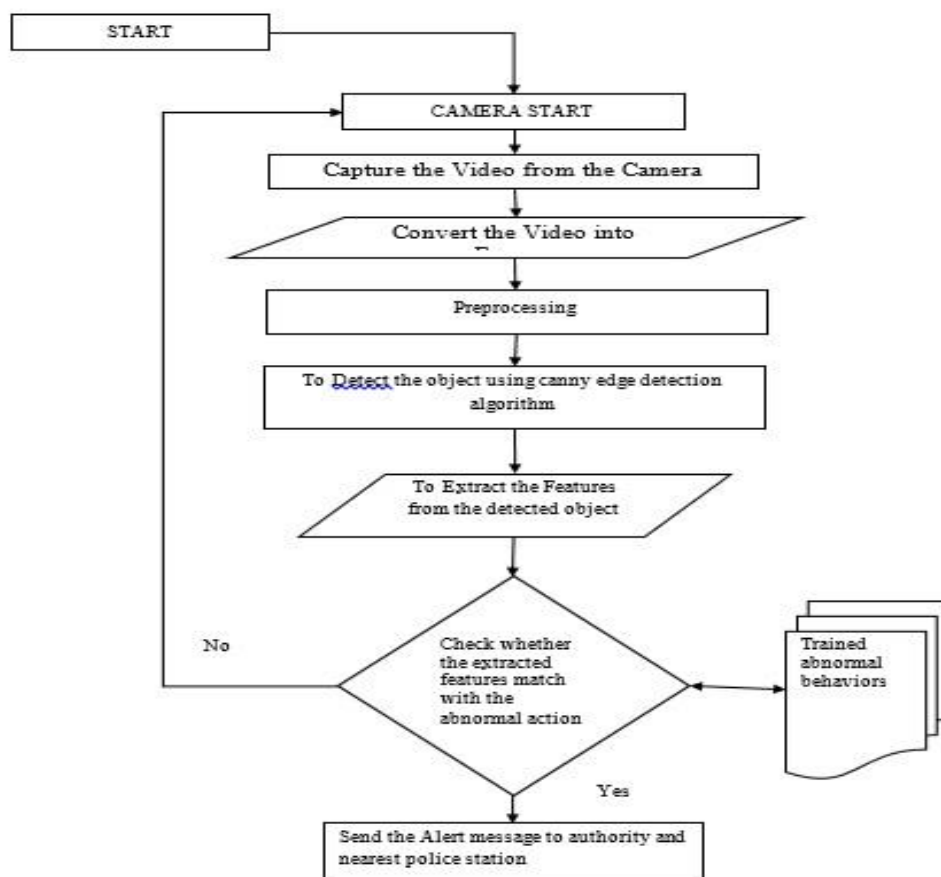 START
CAMERA START
Capture the Video from the Camera
Convert the Video into
Preprocessing
To Detect the object using canny edge detection
algorithm
To Extract the Features
from the detected object
No
Check whether
the extracted
features match
with the
abnormal action
Trained
abnormal
behaviors
Yes
Send the Alert message to authority and
nearest police station